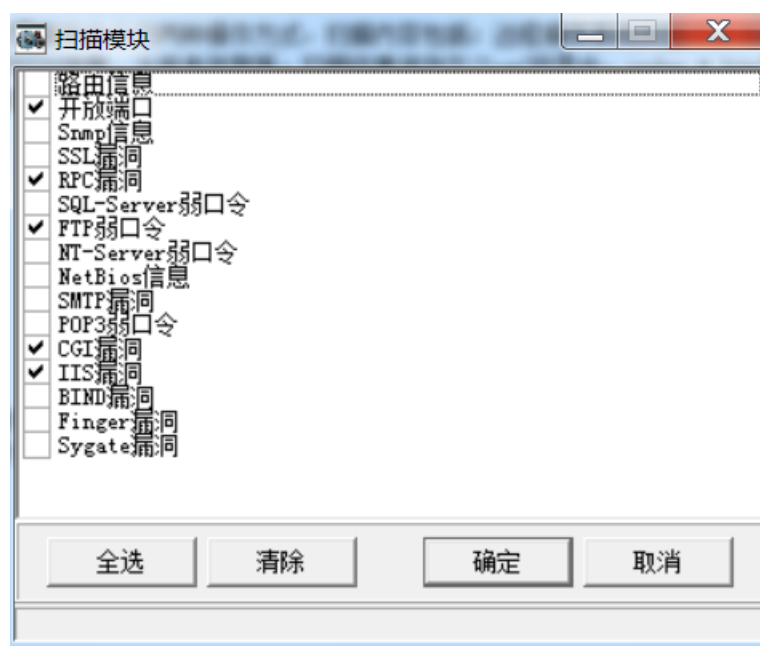 扫描模块
路由信息
开放端口
Snmp信息
SSL漏洞
RPC漏洞
SQL-Server弱口令
FTP弱口令
NT-Server弱口令
NetBios信息
SMTP漏洞
POP3弱口令
CGI漏洞
IIS漏洞
BIND漏洞
Finger漏洞
Sygate漏洞
全选 清除 确定 取消